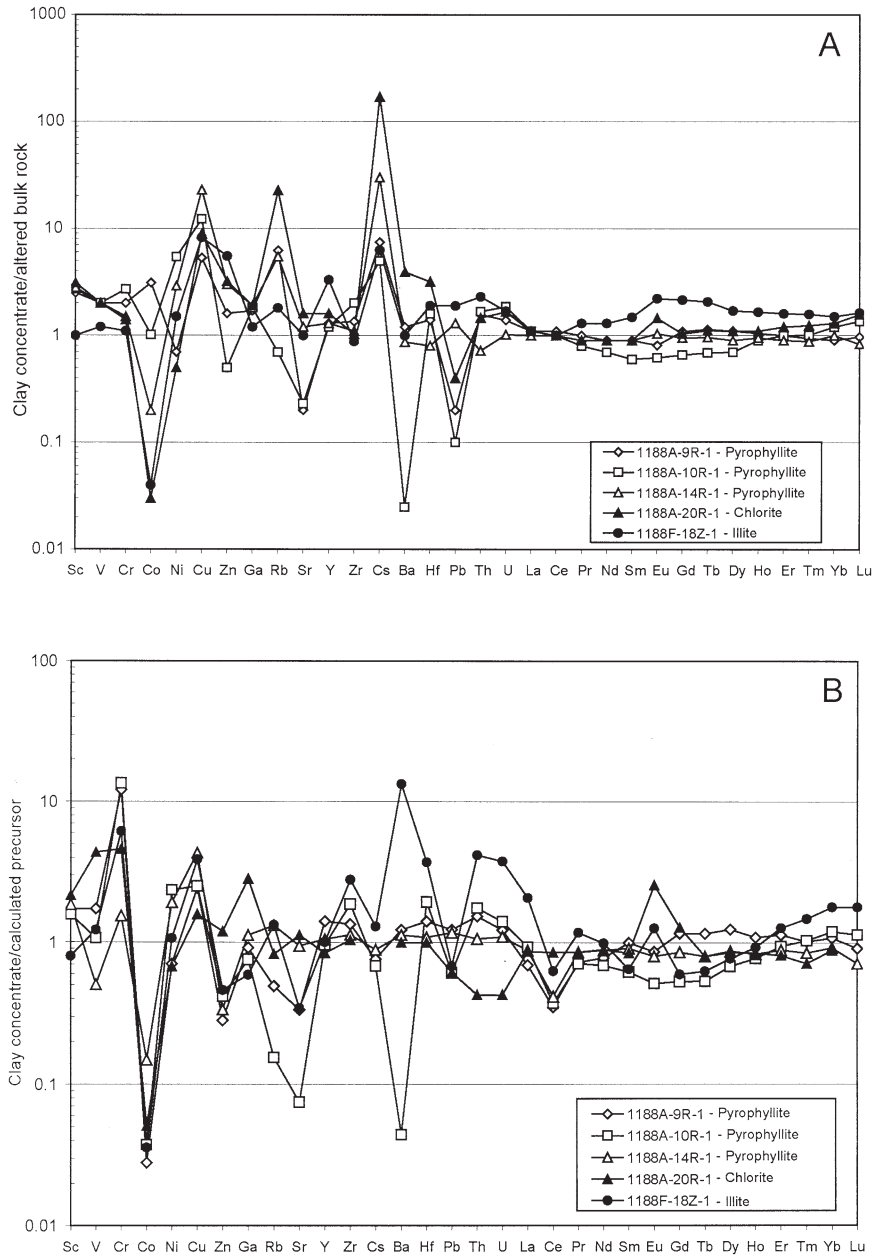 A
1000
100
10
1
0.1
0.01
Clay concentrate/altered bulk rock
1188A-9R-1 - Pyrophyllite
1188A-10R-1 - Pyrophyllite
1188A-14R-1 - Pyrophyllite
1188A-20R-1 - Chlorite
1188F-18Z-1 - Illite
Sc V Cr Co Ni Cu Zn Ga Rb Sr Y Zr Cs Ba Hf Pb Th U La Ce Pr Nd Sm Eu Gd Tb Dy Ho Er Tm Yb Lu
B
100
10
1
0.1
0.01
Clay concentrate/calculated precursor
1188A-9R-1 - Pyrophyllite
1188A-10R-1 - Pyrophyllite
1188A-14R-1 - Pyrophyllite
1188A-20R-1 - Chlorite
1188F-18Z-1 - Illite
Sc V Cr Co Ni Cu Zn Ga Rb Sr Y Zr Cs Ba Hf Pb Th U La Ce Pr Nd Sm Eu Gd Tb Dy Ho Er Tm Yb Lu